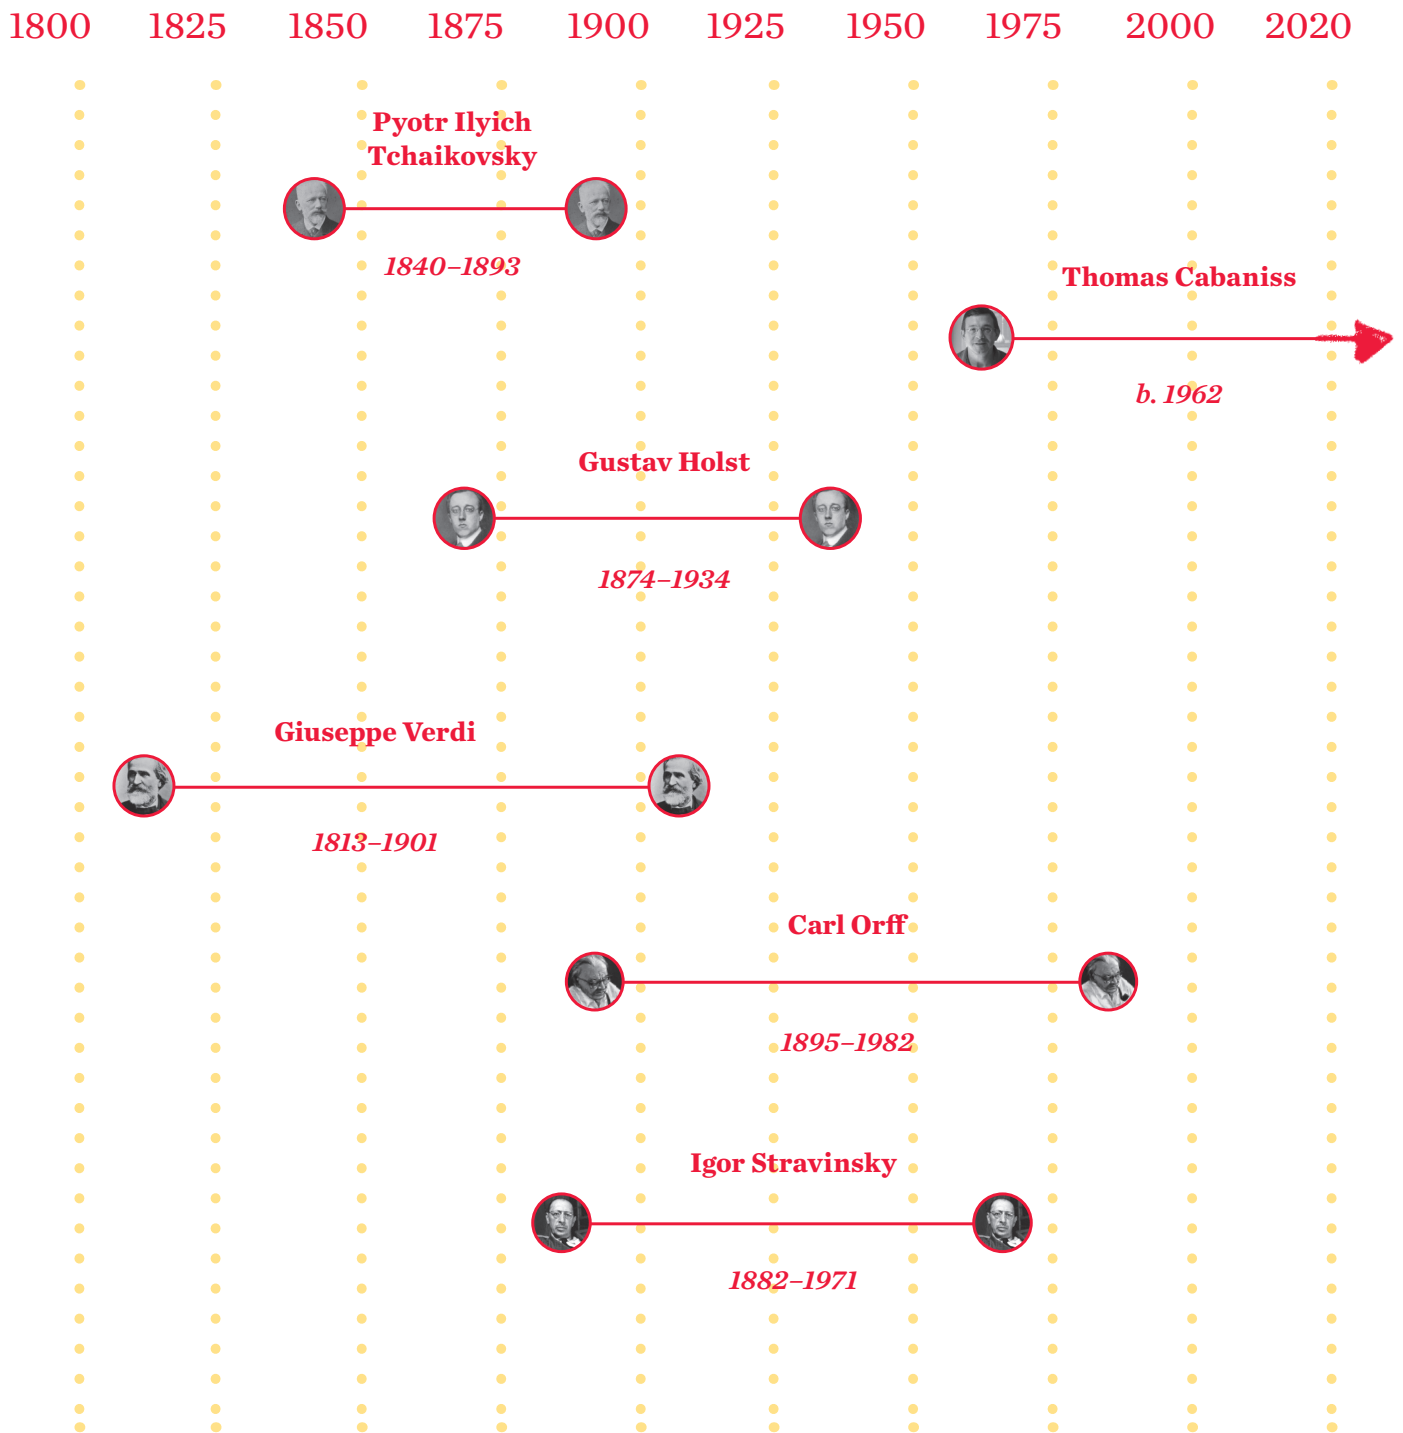 1800 1825 1850 1875 1900 1925 1950 1975 2000 2020
Pyotr Ilyich
Tchaikovsky
1840–1893
Thomas Cabaniss
b. 1962
Gustav Holst
1874–1934
Giuseppe Verdi
1813–1901
Carl Orff
1895–1982
Igor Stravinsky
1882–1971